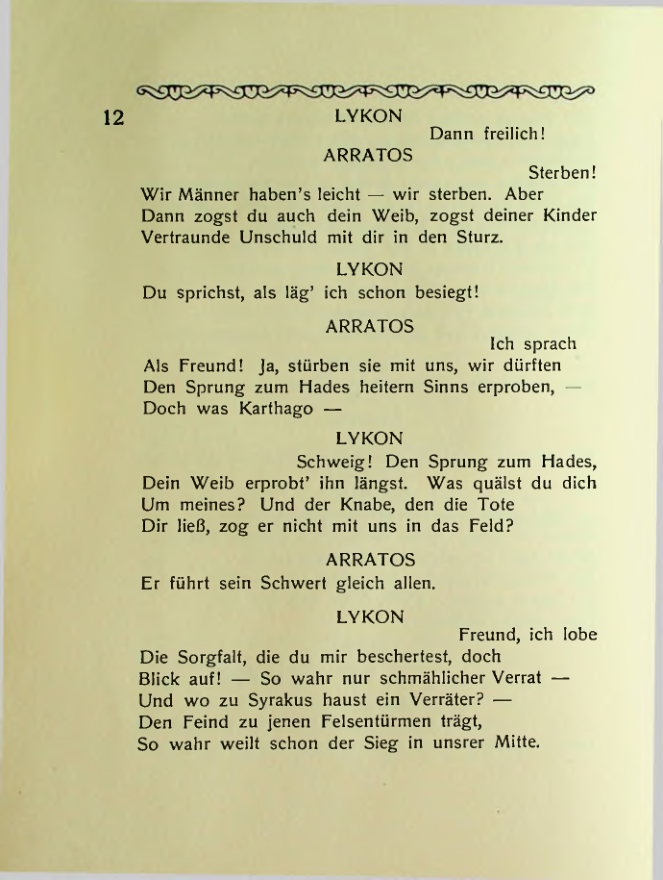 12
LYKON
Dann freilich!
ARRATOS
Sterben!
Wir Männer haben's leicht — wir sterben. Aber
Dann zogst du auch dein Weib, zogst deiner Kinder
Vertraunde Unschuld mit dir in den Sturz.
LYKON
Du sprichst, als läg' ich schon besiegt!
ARRATOS
Ich sprach
Als Freund! Ja, stürben sie mit uns, wir dürften
Den Sprung zum Hades heitern Sinns erproben, —
Doch was Karthago —
LYKON
Schweig! Den Sprung zum Hades,
Dein Weib erprobt' ihn längst. Was quälst du dich
Um meines? Und der Knabe, den die Tote
Dir ließ, zog er nicht mit uns in das Feld?
ARRATOS
Er führt sein Schwert gleich allen.
LYKON
Freund, ich lobe
Die Sorgfalt, die du mir beschertest, doch
Blick auf! — So wahr nur schmählicher Verrat —
Und wo zu Syrakus haust ein Verräter? —
Den Feind zu jenen Felsentürmen trägt,
So wahr weilt schon der Sieg in unsrer Mitte.